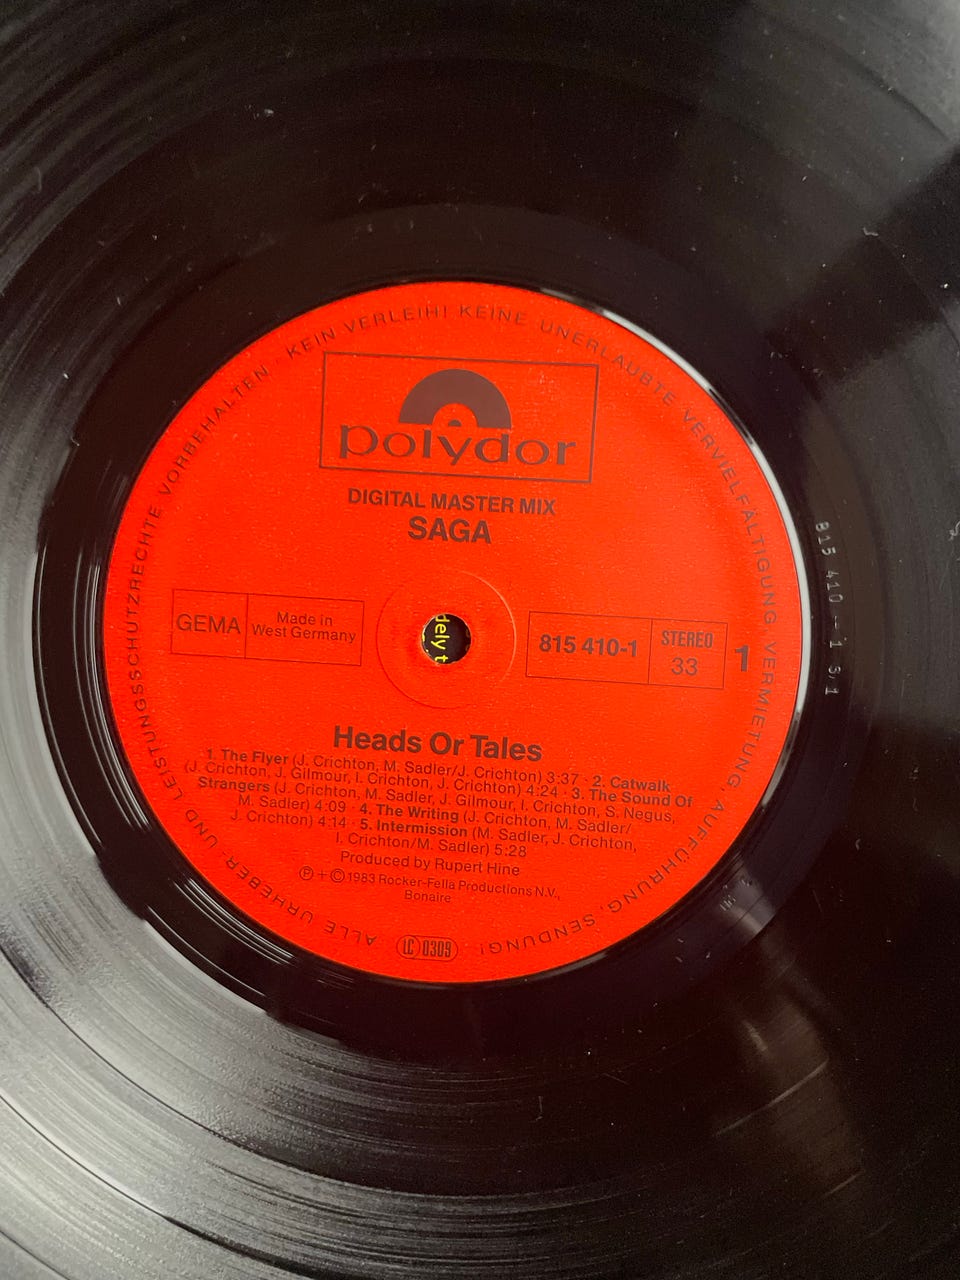 ALLE URHEBER- UND LEISTUNGSSCHUTZRECHTE VORBEHALTEN · KEIN VERLEIH! KEINE UNERLAUBTE VERVIELFÄLTIGUNG, VERMIETUNG, AUFFÜHRUNG, SENDUNG!
polydor
DIGITAL MASTER MIX
SAGA
GEMA
Made in
West Germany
dely t
815 410-1
STEREO
33
1
815 410-1 S/1
Heads Or Tales
1. The Flyer (J. Crichton, M. Sadler/J. Crichton) 3:37 · 2. Catwalk
(J. Crichton, J. Gilmour, I. Crichton, J. Crichton) 4:24 · 3. The Sound Of
Strangers (J. Crichton, M. Sadler, J. Gilmour, I. Crichton, S. Negus,
M. Sadler) 4:09 · 4. The Writing (J. Crichton, M. Sadler/
J. Crichton) 4:14 · 5. Intermission (M. Sadler, J. Crichton,
I. Crichton/M. Sadler) 5:28
Produced by Rupert Hine
Ⓟ+© 1983 Rocker-Fella Productions N.V.,
Bonaire
LC 0309